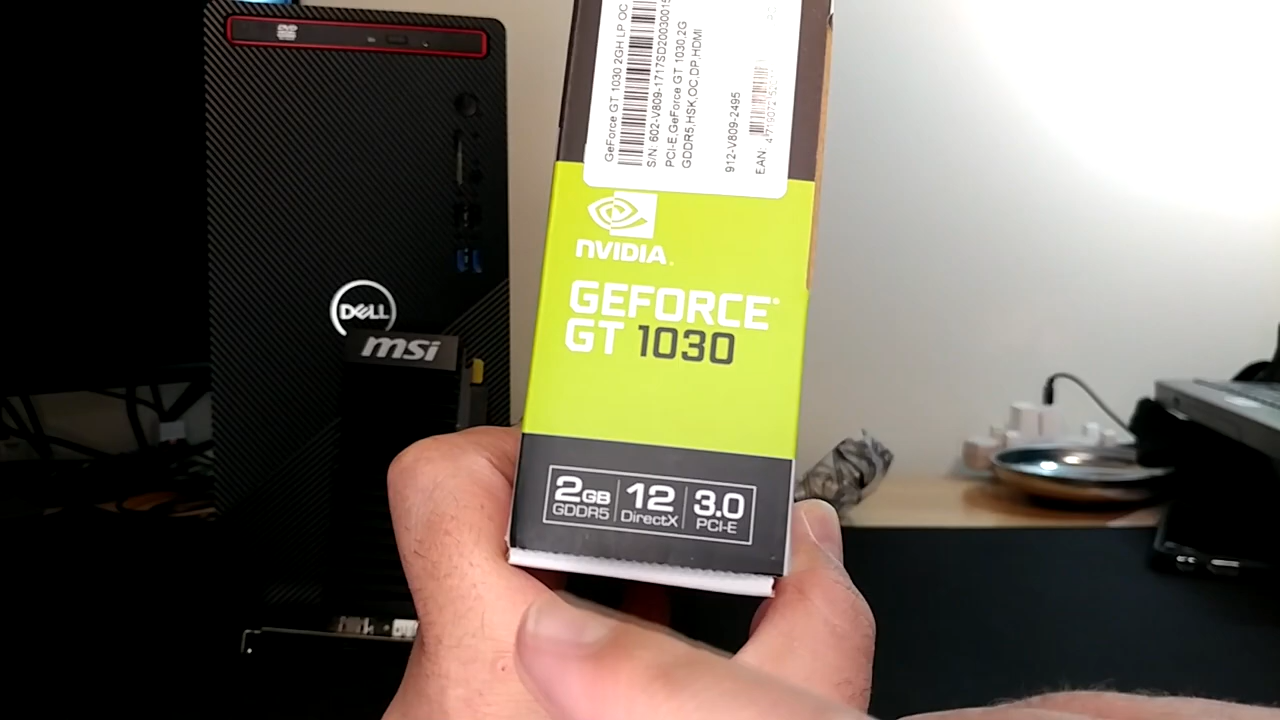 GeForce GT 1030 2GH LP OC
S/N: 602-V809-1717SD20030015
PCI-E,GeForce GT 1030,2G
GDDR5,HSK,OC,DP,HDMI
912-V809-2495
EAN:
nVIDIA.
GEFORCE®
GT 1030
2GB
GDDR5
12
DirectX
3.0
PCI-E
DELL
msi
DVD